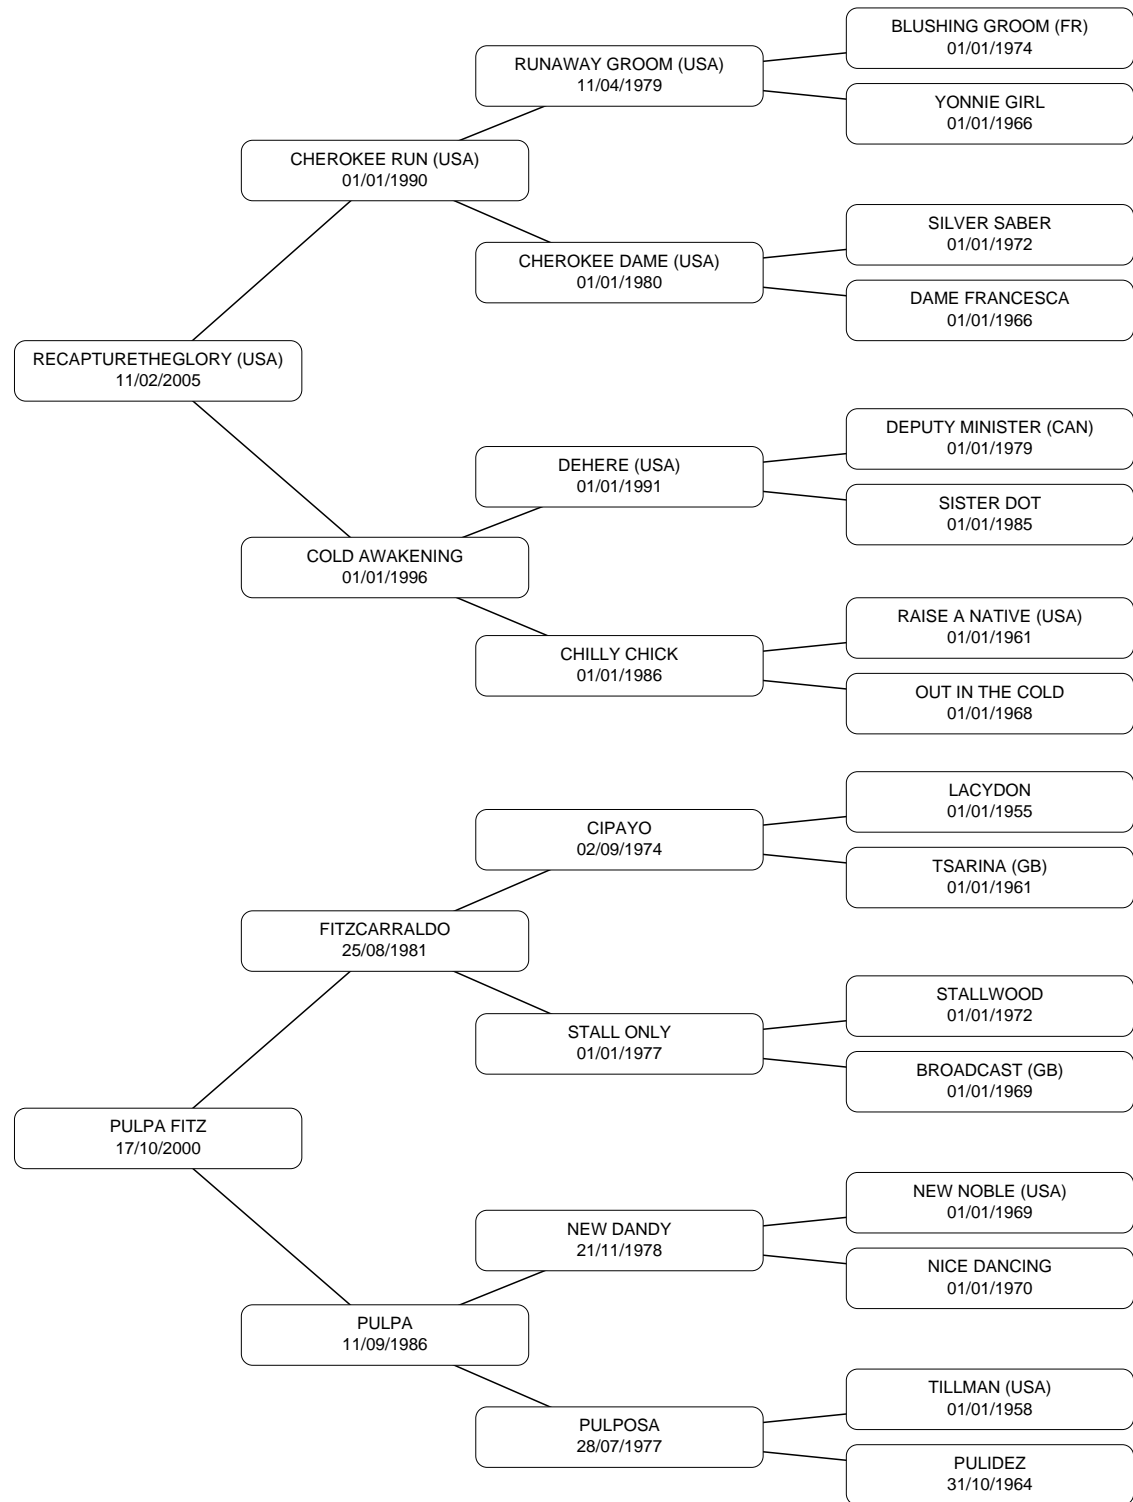 BLUSHING GROOM (FR)
01/01/1974
RUNAWAY GROOM (USA)
11/04/1979
YONNIE GIRL
01/01/1966
CHEROKEE RUN (USA)
01/01/1990
SILVER SABER
01/01/1972
CHEROKEE DAME (USA)
01/01/1980
DAME FRANCESCA
01/01/1966
RECAPTURETHEGLORY (USA)
11/02/2005
DEPUTY MINISTER (CAN)
01/01/1979
DEHERE (USA)
01/01/1991
SISTER DOT
01/01/1985
COLD AWAKENING
01/01/1996
RAISE A NATIVE (USA)
01/01/1961
CHILLY CHICK
01/01/1986
OUT IN THE COLD
01/01/1968
LACYDON
01/01/1955
CIPAYO
02/09/1974
TSARINA (GB)
01/01/1961
FITZCARRALDO
25/08/1981
STALLWOOD
01/01/1972
STALL ONLY
01/01/1977
BROADCAST (GB)
01/01/1969
PULPA FITZ
17/10/2000
NEW NOBLE (USA)
01/01/1969
NEW DANDY
21/11/1978
NICE DANCING
01/01/1970
PULPA
11/09/1986
TILLMAN (USA)
01/01/1958
PULPOSA
28/07/1977
PULIDEZ
31/10/1964